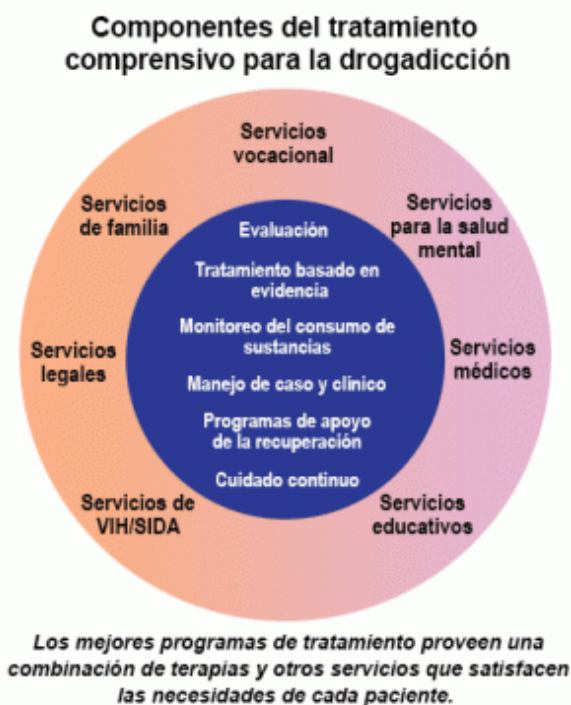 Componentes del tratamiento
comprensivo para la drogadicción
Servicios
vocacional
Servicios
para la salud
mental
Servicios
médicos
Servicios
educativos
Servicios de
VIH/SIDA
Servicios
legales
Servicios
de familia
Evaluación
Tratamiento basado en
evidencia
Monitoreo del consumo de
sustancias
Manejo de caso y clínico
Programas de apoyo
de la recuperación
Cuidado continuo
Los mejores programas de tratamiento proveen una
combinación de terapias y otros servicios que satisfacen
las necesidades de cada paciente.